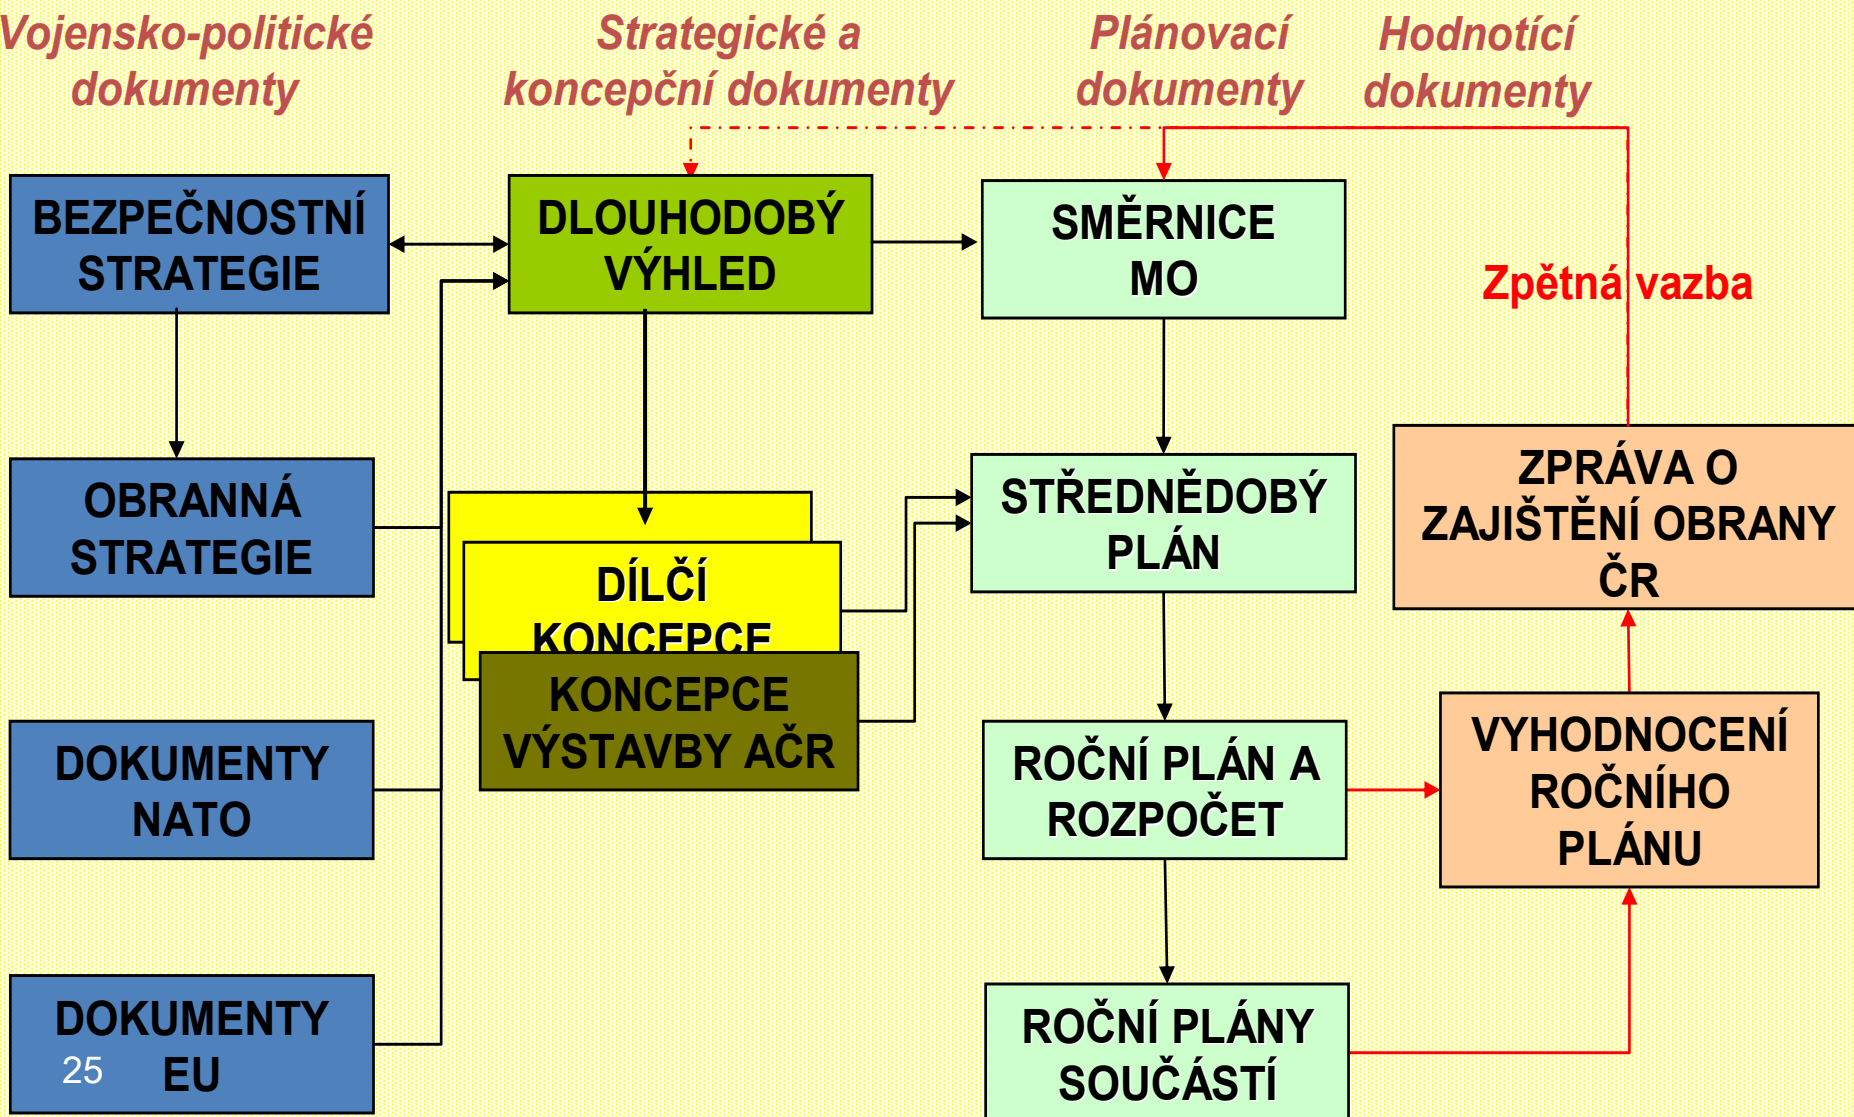 Vojensko-politické
dokumenty
Strategické a
koncepční dokumenty
Plánovací
dokumenty
Hodnotící
dokumenty
BEZPEČNOSTNÍ
STRATEGIE
DLOUHODOBÝ
VÝHLED
SMĚRNICE
MO
Zpětná vazba
OBRANNÁ
STRATEGIE
DÍLČÍ
KONCEPCE
KONCEPCE
VÝSTAVBY AČR
STŘEDNĚDOBÝ
PLÁN
ZPRÁVA O
ZAJIŠTĚNÍ OBRANY
ČR
DOKUMENTY
NATO
ROČNÍ PLÁN A
ROZPOČET
VYHODNOCENÍ
ROČNÍHO
PLÁNU
DOKUMENTY
EU
25
ROČNÍ PLÁNY
SOUČÁSTÍ